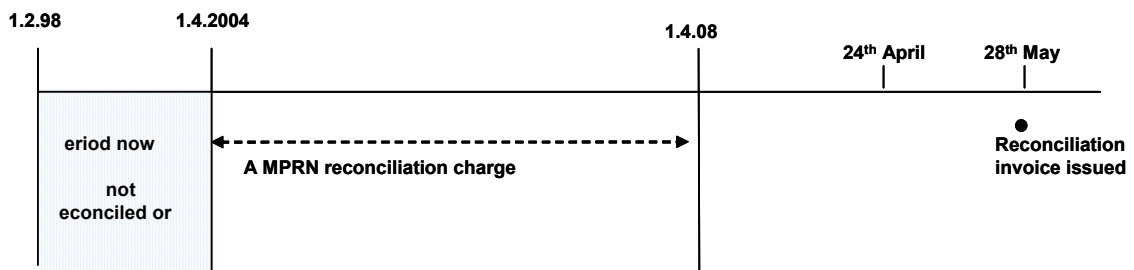 1.2.98
1.4.2004
1.4.08
24th April
28th May
eriod now
not
econciled or
A MPRN reconciliation charge
Reconciliation
invoice issued